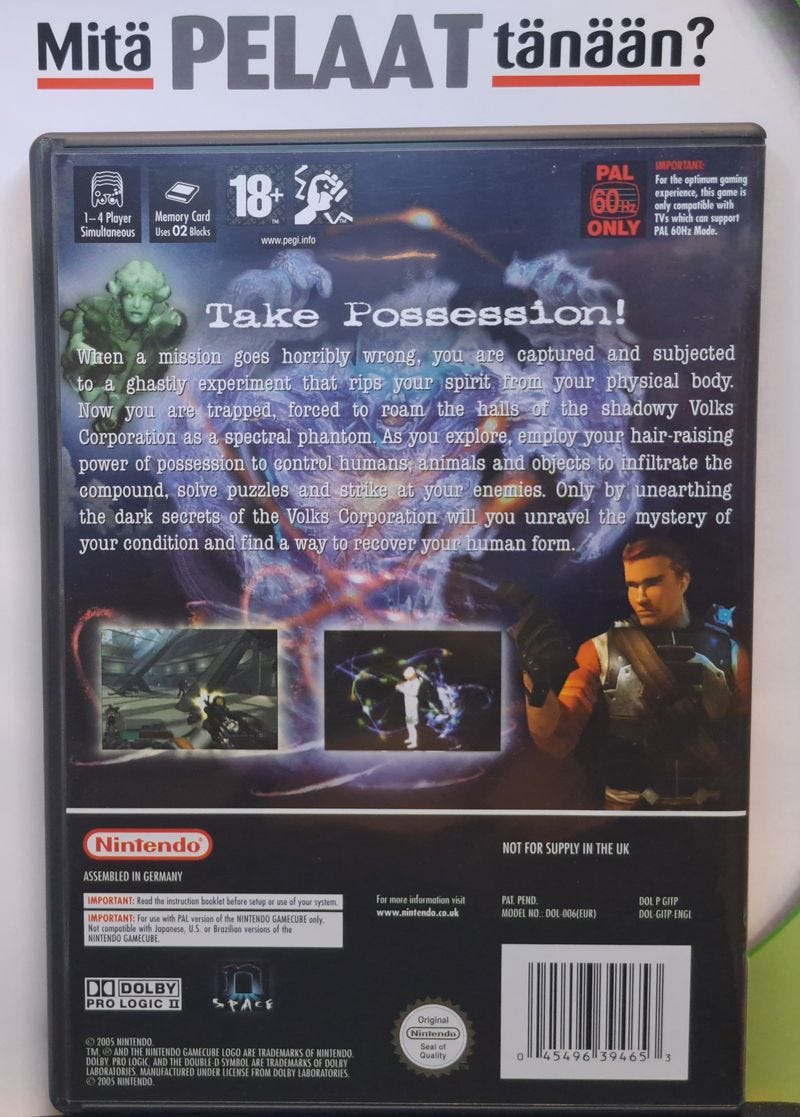 Mitä PELAAT tänään?
1–4 Player
Simultaneous
Memory Card
Uses 02 Blocks
18+
TM
TM
www.pegi.info
PAL
60Hz
ONLY
IMPORTANT:
For the optimum gaming
experience, this game is
only compatible with
TVs which can support
PAL 60Hz Mode.
Take Possession!
When a mission goes horribly wrong, you are captured and subjected
to a ghastly experiment that rips your spirit from your physical body.
Now you are trapped, forced to roam the halls of the shadowy Volks
Corporation as a spectral phantom. As you explore, employ your hair-raising
power of possession to control humans, animals and objects to infiltrate the
compound, solve puzzles and strike at your enemies. Only by unearthing
the dark secrets of the Volks Corporation will you unravel the mystery of
your condition and find a way to recover your human form.
Nintendo®
NOT FOR SUPPLY IN THE UK
ASSEMBLED IN GERMANY
IMPORTANT: Read the instruction booklet before setup or use of your system.
IMPORTANT: For use with PAL version of the NINTENDO GAMECUBE only.
Not compatible with Japanese, U.S. or Brazilian versions of the
NINTENDO GAMECUBE.
For more information visit
www.nintendo.co.uk
PAT. PEND.
MODEL NO.: DOL-006(EUR)
DOL P GITP
DOL-GITP-ENGL
DOLBY
PRO LOGIC II
n
SPACE
Original
Nintendo
Seal of
Quality
0 45496 39465 3
© 2005 NINTENDO.
TM, ® AND THE NINTENDO GAMECUBE LOGO ARE TRADEMARKS OF NINTENDO.
DOLBY, PRO LOGIC, AND THE DOUBLE-D SYMBOL ARE TRADEMARKS OF DOLBY
LABORATORIES. MANUFACTURED UNDER LICENSE FROM DOLBY LABORATORIES.
© 2005 NINTENDO.